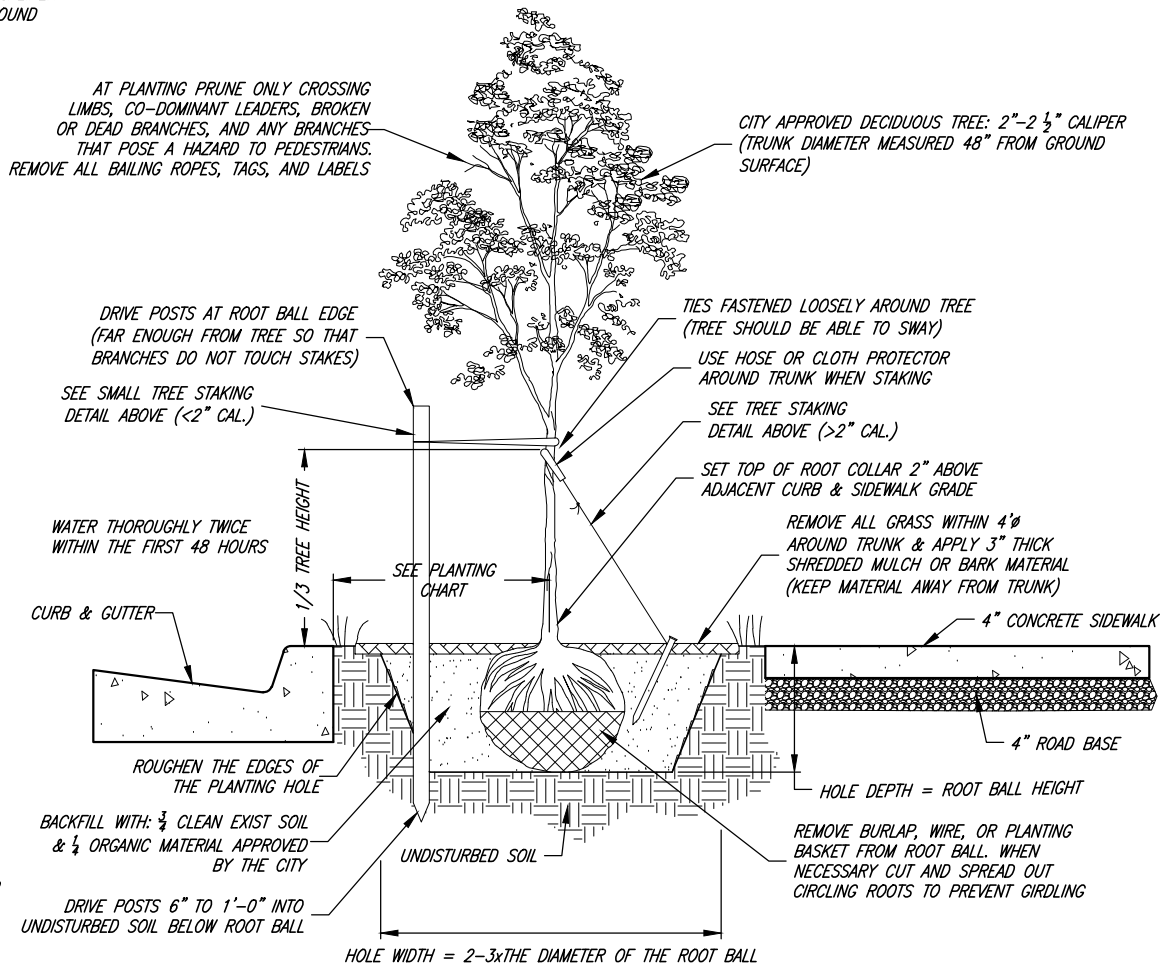 OUND
AT PLANTING PRUNE ONLY CROSSING
LIMBS, CO-DOMINANT LEADERS, BROKEN
OR DEAD BRANCHES, AND ANY BRANCHES
THAT POSE A HAZARD TO PEDESTRIANS.
REMOVE ALL BAILING ROPES, TAGS, AND LABELS
CITY APPROVED DECIDUOUS TREE: 2"-2 1/2" CALIPER
(TRUNK DIAMETER MEASURED 48" FROM GROUND
SURFACE)
DRIVE POSTS AT ROOT BALL EDGE
(FAR ENOUGH FROM TREE SO THAT
BRANCHES DO NOT TOUCH STAKES)
SEE SMALL TREE STAKING
DETAIL ABOVE (<2" CAL.)
TIES FASTENED LOOSELY AROUND TREE
(TREE SHOULD BE ABLE TO SWAY)
USE HOSE OR CLOTH PROTECTOR
AROUND TRUNK WHEN STAKING
SEE TREE STAKING
DETAIL ABOVE (>2" CAL.)
SET TOP OF ROOT COLLAR 2" ABOVE
ADJACENT CURB & SIDEWALK GRADE
WATER THOROUGHLY TWICE
WITHIN THE FIRST 48 HOURS
1/3 TREE HEIGHT
SEE PLANTING
CHART
REMOVE ALL GRASS WITHIN 4'ø
AROUND TRUNK & APPLY 3" THICK
SHREDDED MULCH OR BARK MATERIAL
(KEEP MATERIAL AWAY FROM TRUNK)
CURB & GUTTER
4" CONCRETE SIDEWALK
4" ROAD BASE
ROUGHEN THE EDGES OF
THE PLANTING HOLE
HOLE DEPTH = ROOT BALL HEIGHT
BACKFILL WITH: 3/4 CLEAN EXIST SOIL
& 1/4 ORGANIC MATERIAL APPROVED
BY THE CITY
UNDISTURBED SOIL
REMOVE BURLAP, WIRE, OR PLANTING
BASKET FROM ROOT BALL. WHEN
NECESSARY CUT AND SPREAD OUT
CIRCLING ROOTS TO PREVENT GIRDLING
DRIVE POSTS 6" TO 1'-0" INTO
UNDISTURBED SOIL BELOW ROOT BALL
HOLE WIDTH = 2-3xTHE DIAMETER OF THE ROOT BALL